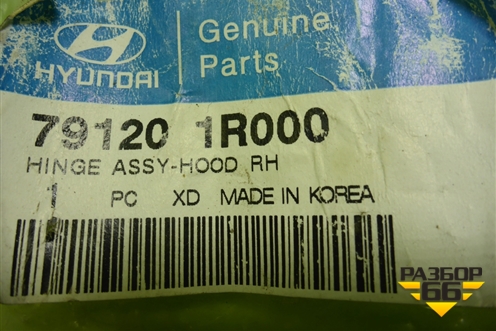 HYUNDAI
Genuine
Parts
79120 1R000
HINGE ASSY-HOOD RH
1 PC XD MADE IN KOREA
РАЗБОР
66